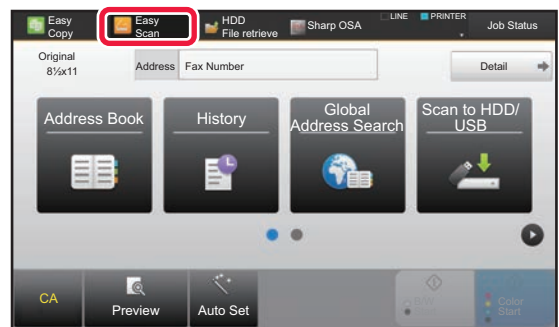 Easy
Copy
Easy
Scan
HDD
File retrieve
Sharp OSA
LINE
PRINTER
Job Status
Original
8½x11
Address
Fax Number
Detail
Address Book
History
Global
Address Search
Scan to HDD/
USB
CA
Preview
Auto Set
B/W
Start
Color
Start